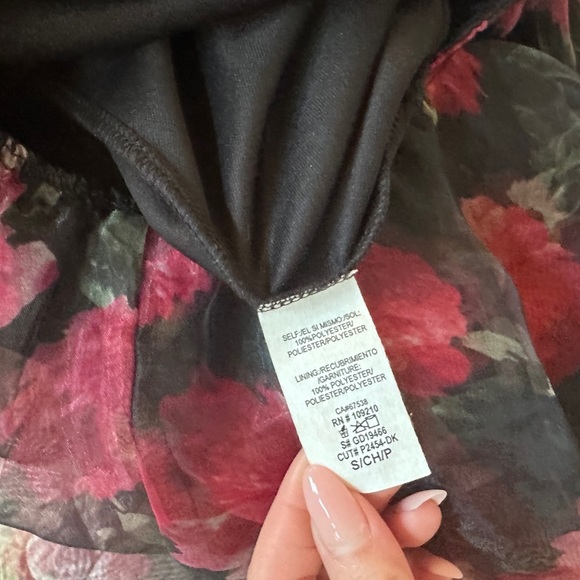 SELF:/EL SI MISMO:/SOI:
100%POLYESTER/
POLIESTER/POLYESTER
LINING:/RECUBRIMIENTO
/GARNITURE:
100% POLYESTER/
POLIESTER/POLYESTER
CA#67538
RN # 109210
S# GD19466
CUT# P2454-DK
S/CH/P